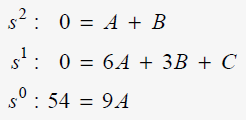 s²: 0 = A + B
s¹: 0 = 6A + 3B + C
s⁰: 54 = 9A